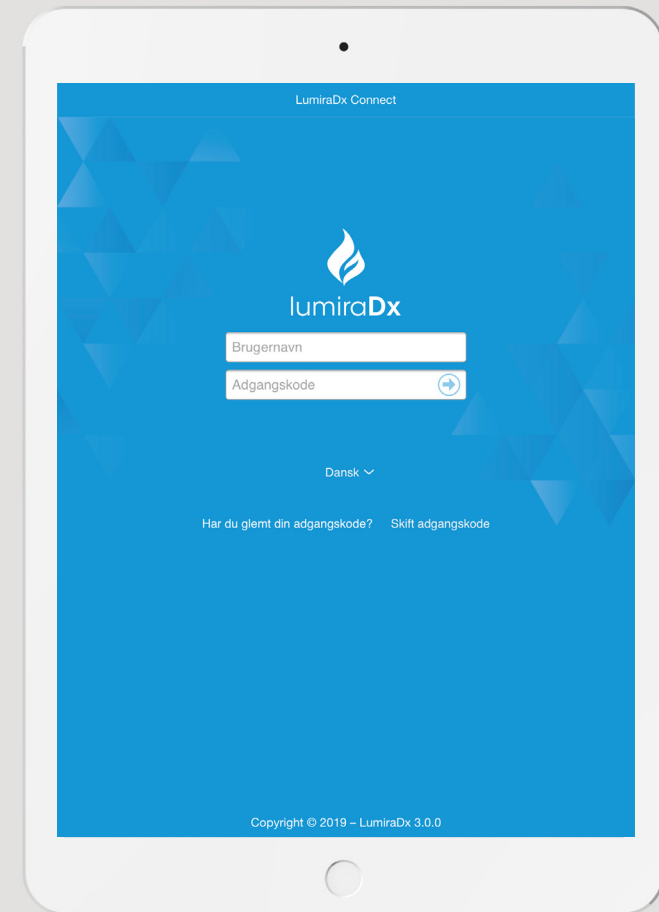 LumiraDx Connect
lumiraDx
Brugernavn
Adgangskode
Dansk
Har du glemt din adgangskode? Skift adgangskode
Copyright © 2019 – LumiraDx 3.0.0